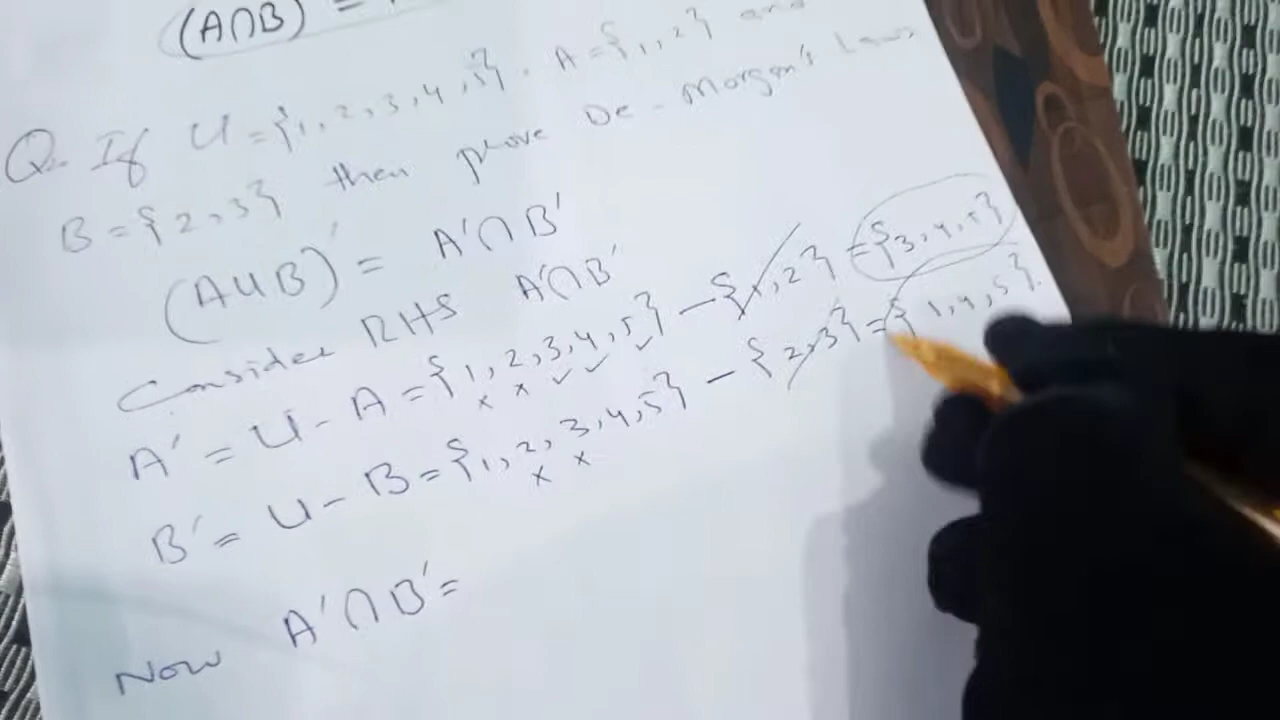 (A∩B)' =
Q. If U = {1, 2, 3, 4, 5}. A = {1, 2} and
B = {2, 3} then prove De-Morgan's Laws
(A∪B)' = A'∩B'
Consider RHS A'∩B'
A' = U - A = {1, 2, 3, 4, 5} - {1, 2} = {3, 4, 5}
B' = U - B = {1, 2, 3, 4, 5} - {2, 3} = {1, 4, 5}.
Now A'∩B' =